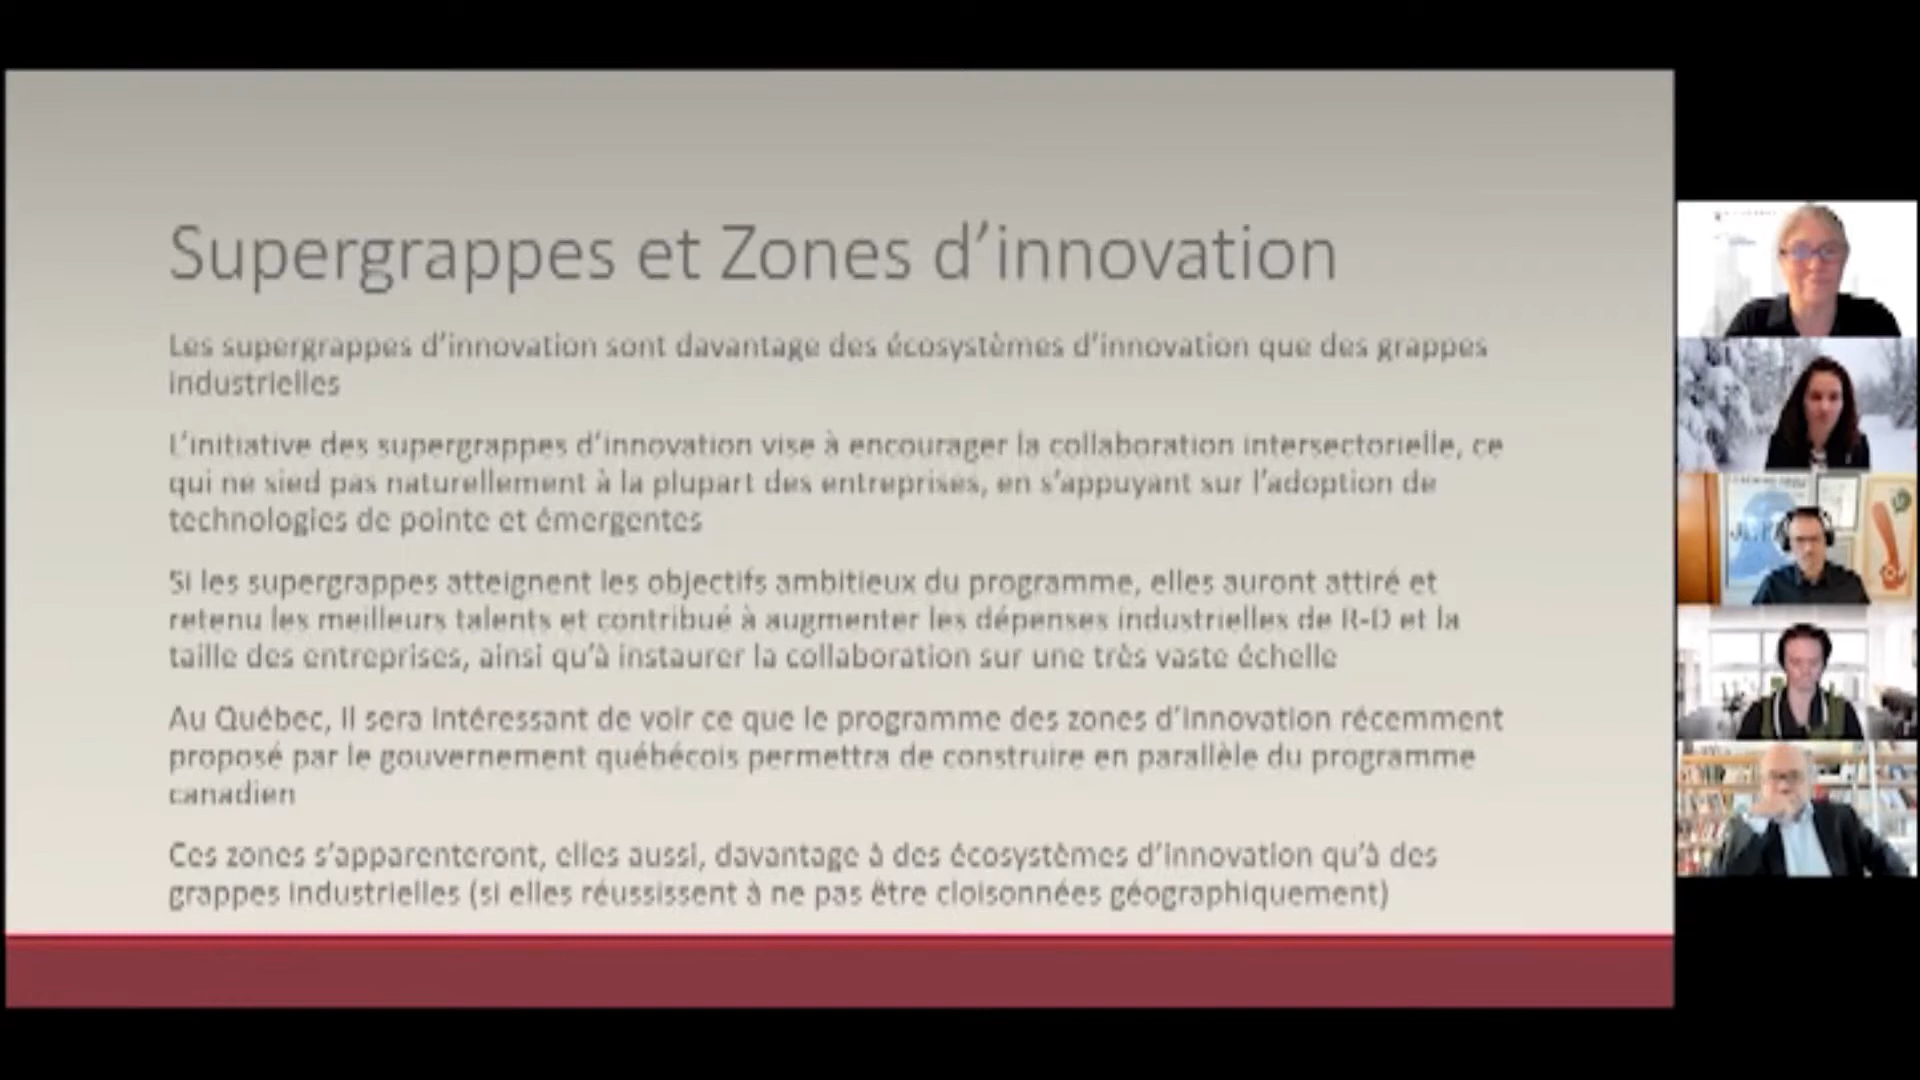 Supergrappes et Zones d'innovation
Les supergrappes d'innovation sont davantage des écosystèmes d'innovation que des grappes
industrielles
L'initiative des supergrappes d'innovation vise à encourager la collaboration intersectorielle, ce
qui ne sied pas naturellement à la plupart des entreprises, en s'appuyant sur l'adoption de
technologies de pointe et émergentes
Si les supergrappes atteignent les objectifs ambitieux du programme, elles auront attiré et
retenu les meilleurs talents et contribué à augmenter les dépenses industrielles de R-D et la
taille des entreprises, ainsi qu'à instaurer la collaboration sur une très vaste échelle
Au Québec, il sera intéressant de voir ce que le programme des zones d'innovation récemment
proposé par le gouvernement québécois permettra de construire en parallèle du programme
canadien
Ces zones s'apparenteront, elles aussi, davantage à des écosystèmes d'innovation qu'à des
grappes industrielles (si elles réussissent à ne pas être cloisonnées géographiquement)